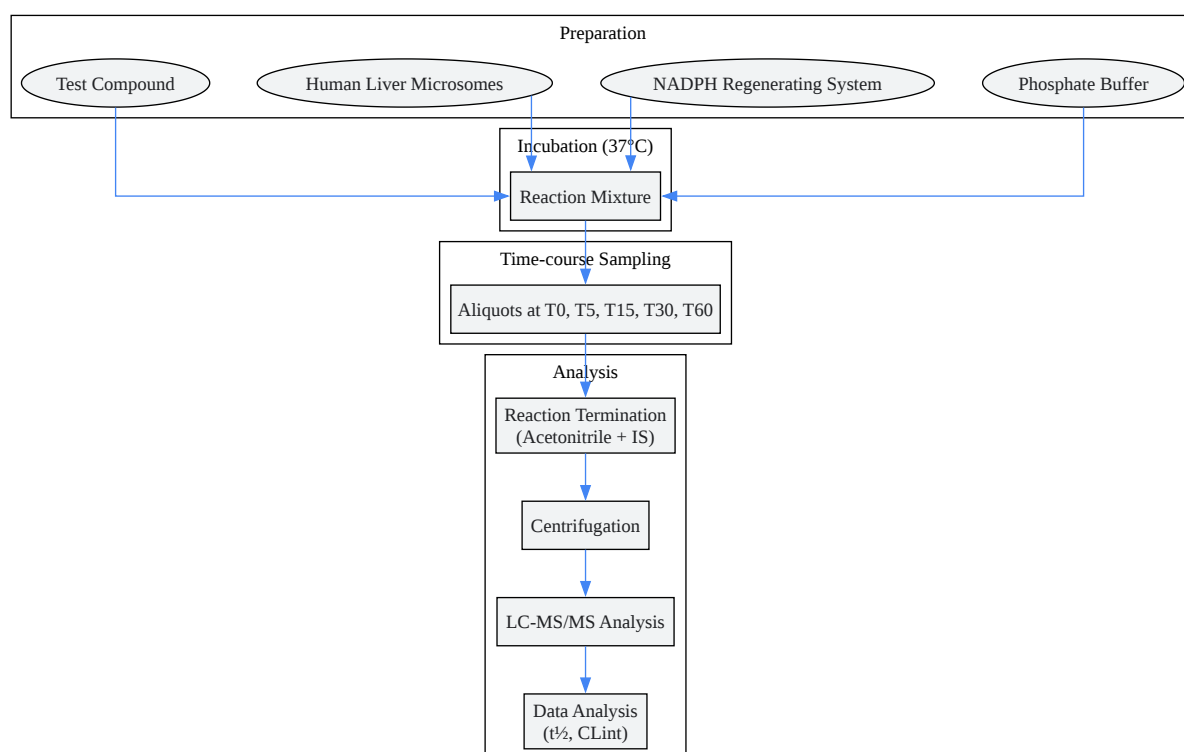 Preparation
Test Compound
Human Liver Microsomes
NADPH Regenerating System
Phosphate Buffer
Incubation (37°C)
Reaction Mixture
Time-course Sampling
Aliquots at T0, T5, T15, T30, T60
Analysis
Reaction Termination
(Acetonitrile + IS)
Centrifugation
LC-MS/MS Analysis
Data Analysis
(t½, CLint)